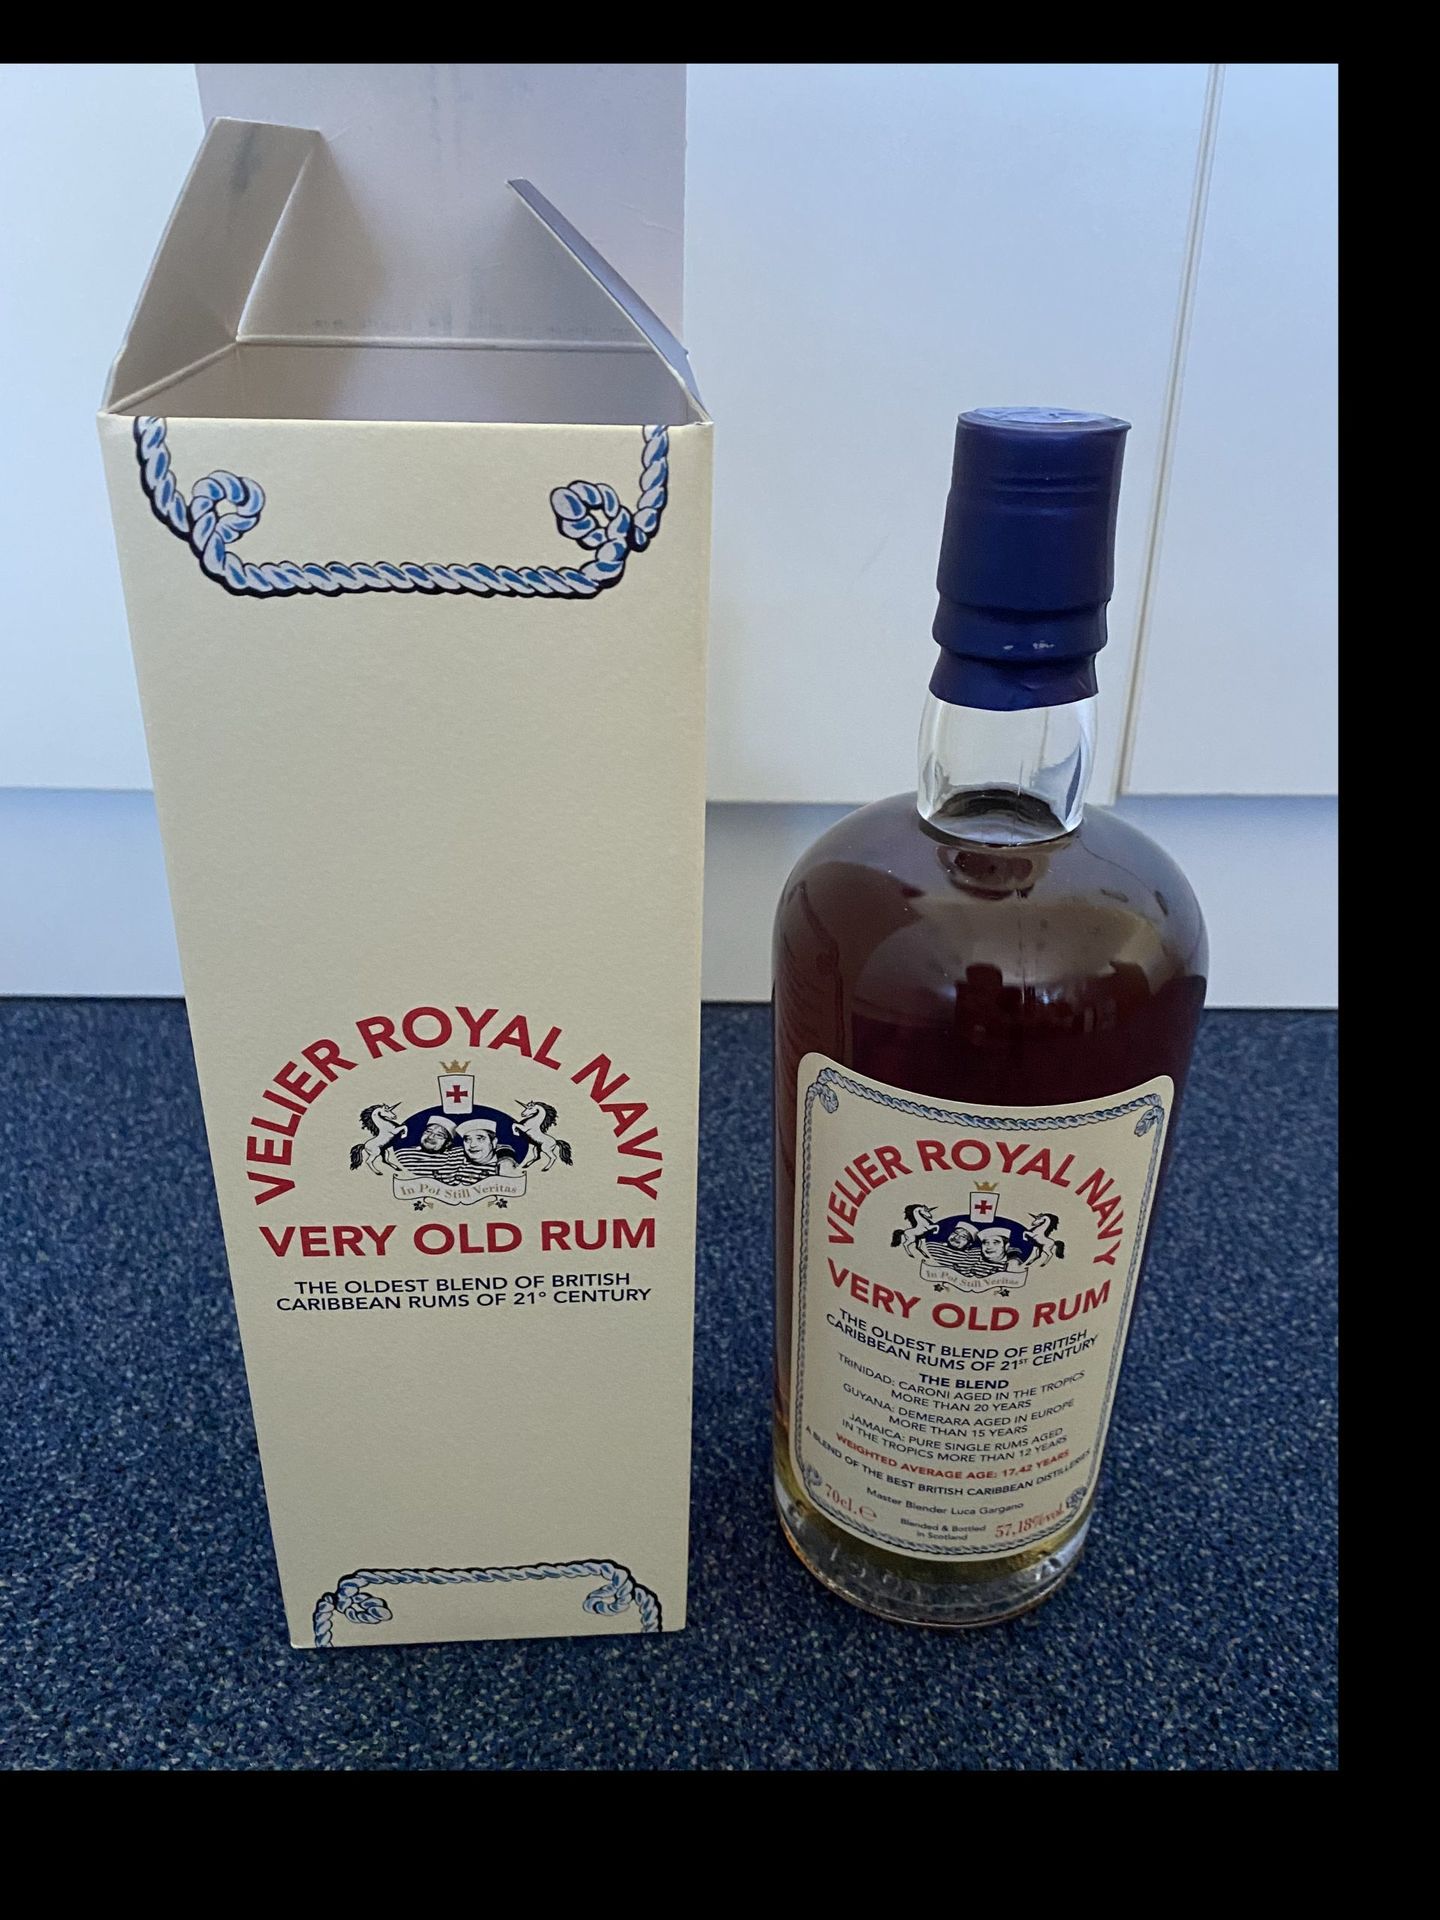 VELIER ROYAL NAVY
In Pot Still Veritas
VERY OLD RUM
THE OLDEST BLEND OF BRITISH
CARIBBEAN RUMS OF 21° CENTURY
VELIER ROYAL NAVY
In Pot Still Veritas
VERY OLD RUM
THE OLDEST BLEND OF BRITISH
CARIBBEAN RUMS OF 21ST CENTURY
THE BLEND
TRINIDAD: CARONI AGED IN THE TROPICS
MORE THAN 20 YEARS
GUYANA: DEMERARA AGED IN EUROPE
MORE THAN 15 YEARS
JAMAICA: PURE SINGLE RUMS AGED
IN THE TROPICS MORE THAN 12 YEARS
WEIGHTED AVERAGE AGE: 17,42 YEARS
A BLEND OF THE BEST BRITISH CARIBBEAN DISTILLERIES
Master Blender Luca Gargano
70cl. ℮
Blended & Bottled
in Scotland
57,18%vol.